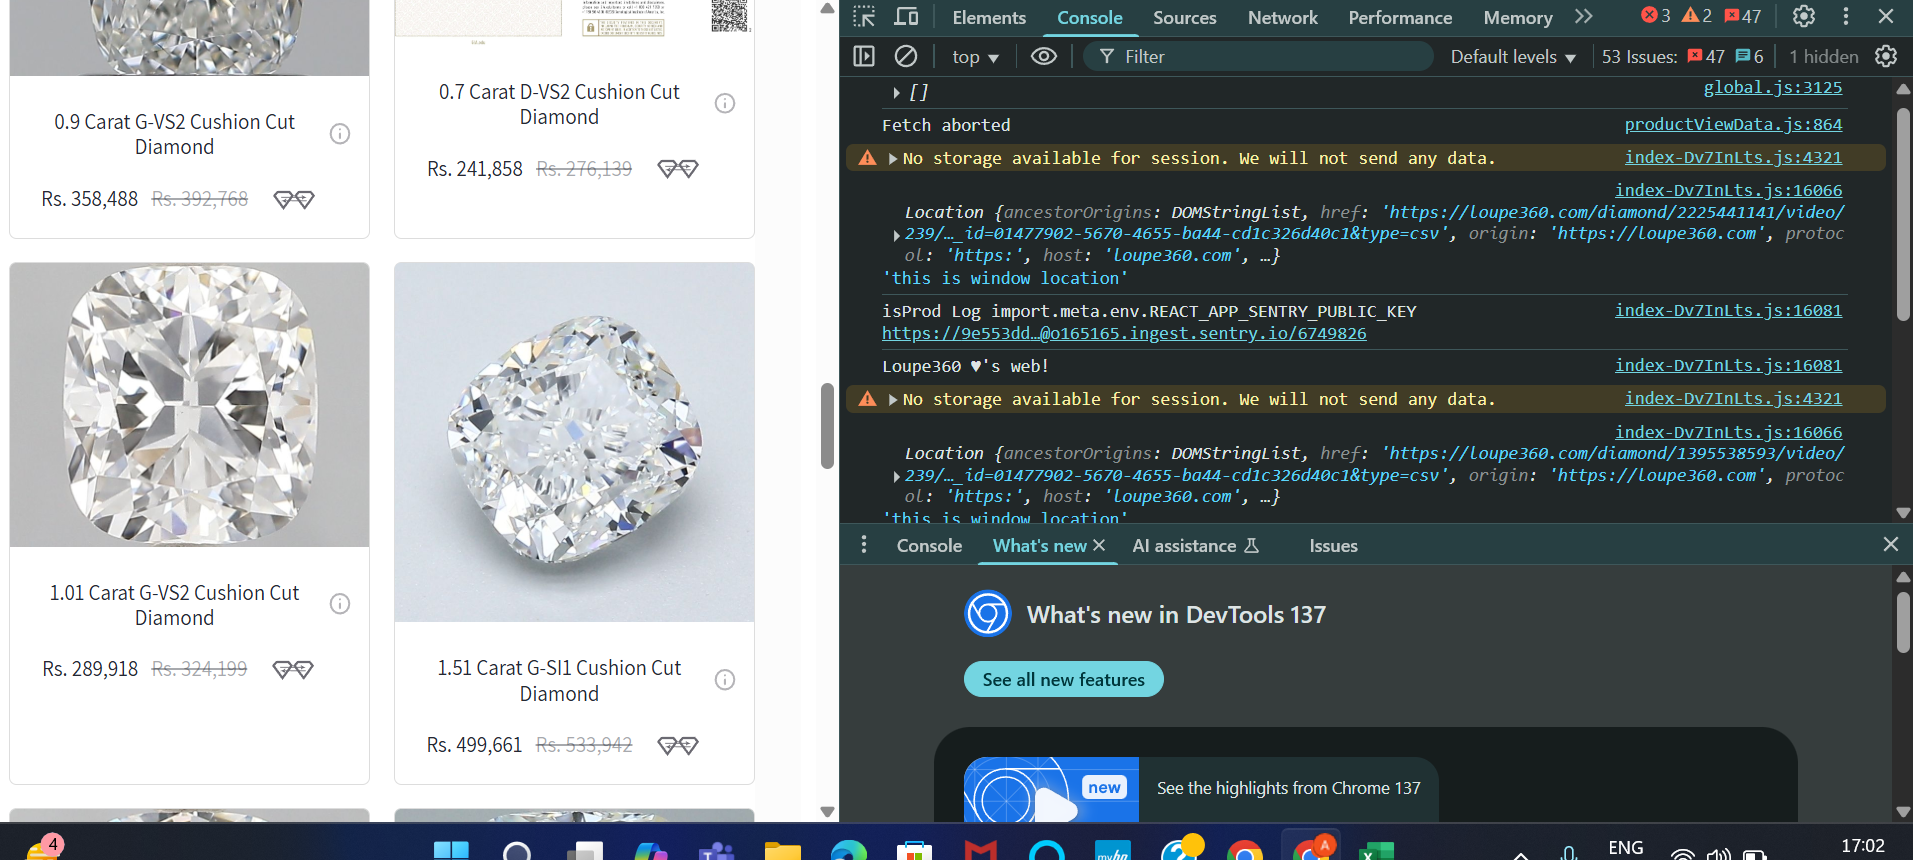 0.9 Carat G-VS2 Cushion Cut
Diamond
Rs. 358,488 Rs. 392,768
0.7 Carat D-VS2 Cushion Cut
Diamond
Rs. 241,858 Rs. 276,139
1.01 Carat G-VS2 Cushion Cut
Diamond
Rs. 289,918 Rs. 324,199
1.51 Carat G-SI1 Cushion Cut
Diamond
Rs. 499,661 Rs. 533,942
Elements Console Sources Network Performance Memory 3 2 47
top Filter Default levels 53 Issues: 47 6 1 hidden
[] global.js:3125
Fetch aborted productViewData.js:864
No storage available for session. We will not send any data. index-Dv7InLts.js:4321
index-Dv7InLts.js:16066
Location {ancestorOrigins: DOMStringList, href: 'https://loupe360.com/diamond/2225441141/video/
239/…_id=01477902-5670-4655-ba44-cd1c326d40c1&type=csv', origin: 'https://loupe360.com', protoc
ol: 'https:', host: 'loupe360.com', …}
'this is window location'
isProd Log import.meta.env.REACT_APP_SENTRY_PUBLIC_KEY index-Dv7InLts.js:16081
https://9e553dd…@o165165.ingest.sentry.io/6749826
Loupe360 ♥'s web! index-Dv7InLts.js:16081
No storage available for session. We will not send any data. index-Dv7InLts.js:4321
index-Dv7InLts.js:16066
Location {ancestorOrigins: DOMStringList, href: 'https://loupe360.com/diamond/1395538593/video/
239/…_id=01477902-5670-4655-ba44-cd1c326d40c1&type=csv', origin: 'https://loupe360.com', protoc
ol: 'https:', host: 'loupe360.com', …}
'this is window location'
Console What's new AI assistance Issues
What's new in DevTools 137
See all new features
new
See the highlights from Chrome 137
4
A
ENG
17:02